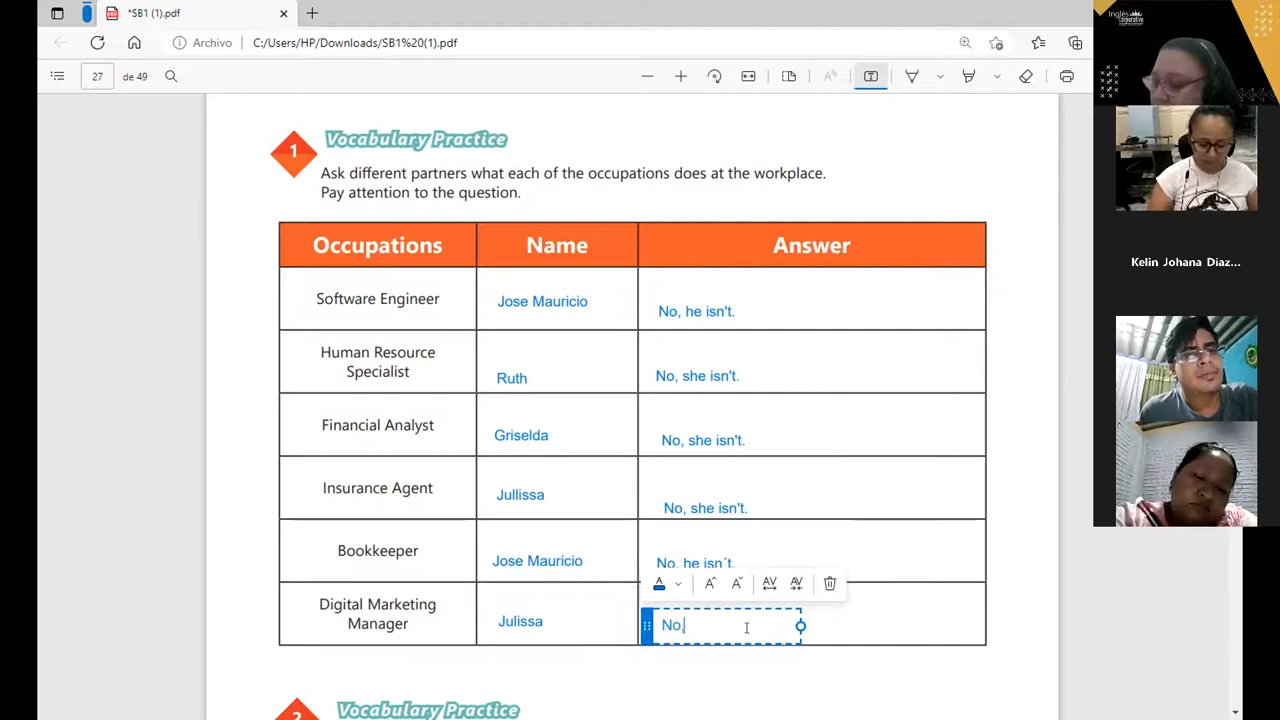 *SB1 (1).pdf
Archivo
C:/Users/HP/Downloads/SB1%20(1).pdf
27
de 49
Inglés
Corporativo
1
Vocabulary Practice
Ask different partners what each of the occupations does at the workplace.
Pay attention to the question.
Occupations
Name
Answer
Software Engineer
Jose Mauricio
No, he isn't.
Human Resource
Specialist
Ruth
No, she isn't.
Financial Analyst
Griselda
No, she isn't.
Insurance Agent
Jullissa
No, she isn't.
Bookkeeper
Jose Mauricio
No, he isn´t.
Digital Marketing
Manager
Julissa
No,
2
Vocabulary Practice
Kelin Johana Diaz...